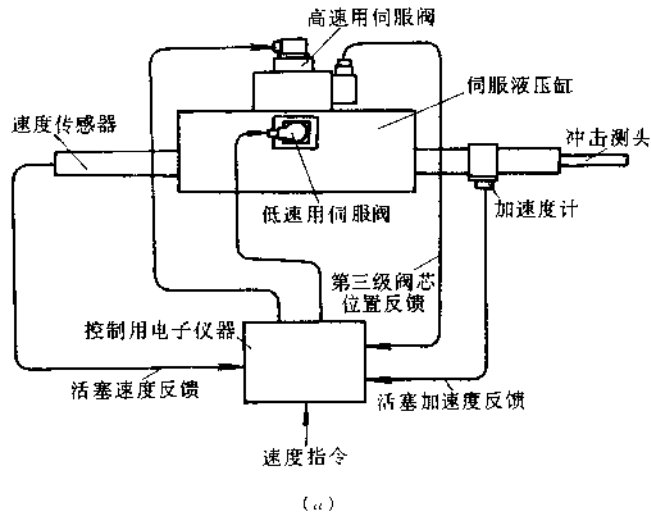 高速用伺服阀
伺服液压缸
速度传感器
冲击测头
低速用伺服阀
加速度计
第三级阀芯
位置反馈
控制用电子仪器
活塞速度反馈
活塞加速度反馈
速度指令
(a)